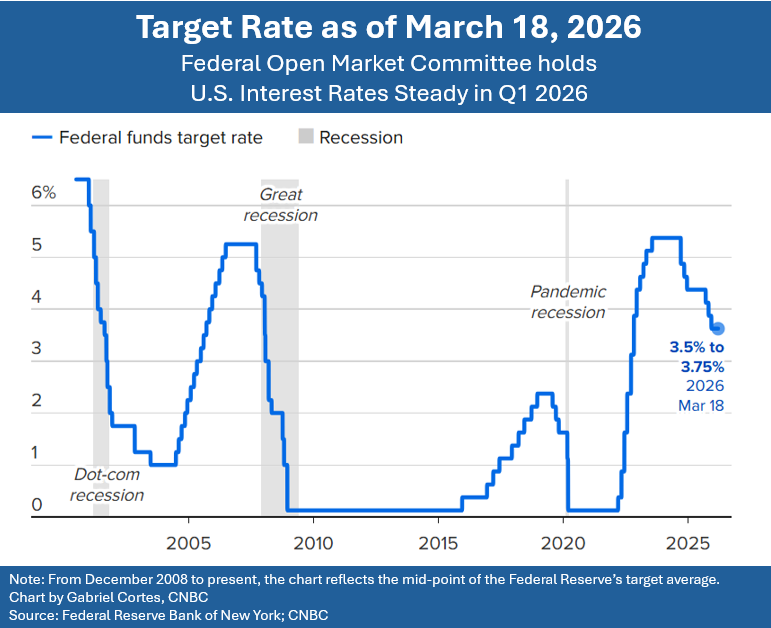 Target Rate as of March 18, 2026
Federal Open Market Committee holds
U.S. Interest Rates Steady in Q1 2026
Federal funds target rate
Recession
6%
5
4
3
2
1
0
Great
recession
Pandemic
recession
3.5% to
3.75%
2026
Mar 18
Dot-com
recession
2005
2010
2015
2020
2025
Note: From December 2008 to present, the chart reflects the mid-point of the Federal Reserve's target average.
Chart by Gabriel Cortes, CNBC
Source: Federal Reserve Bank of New York; CNBC